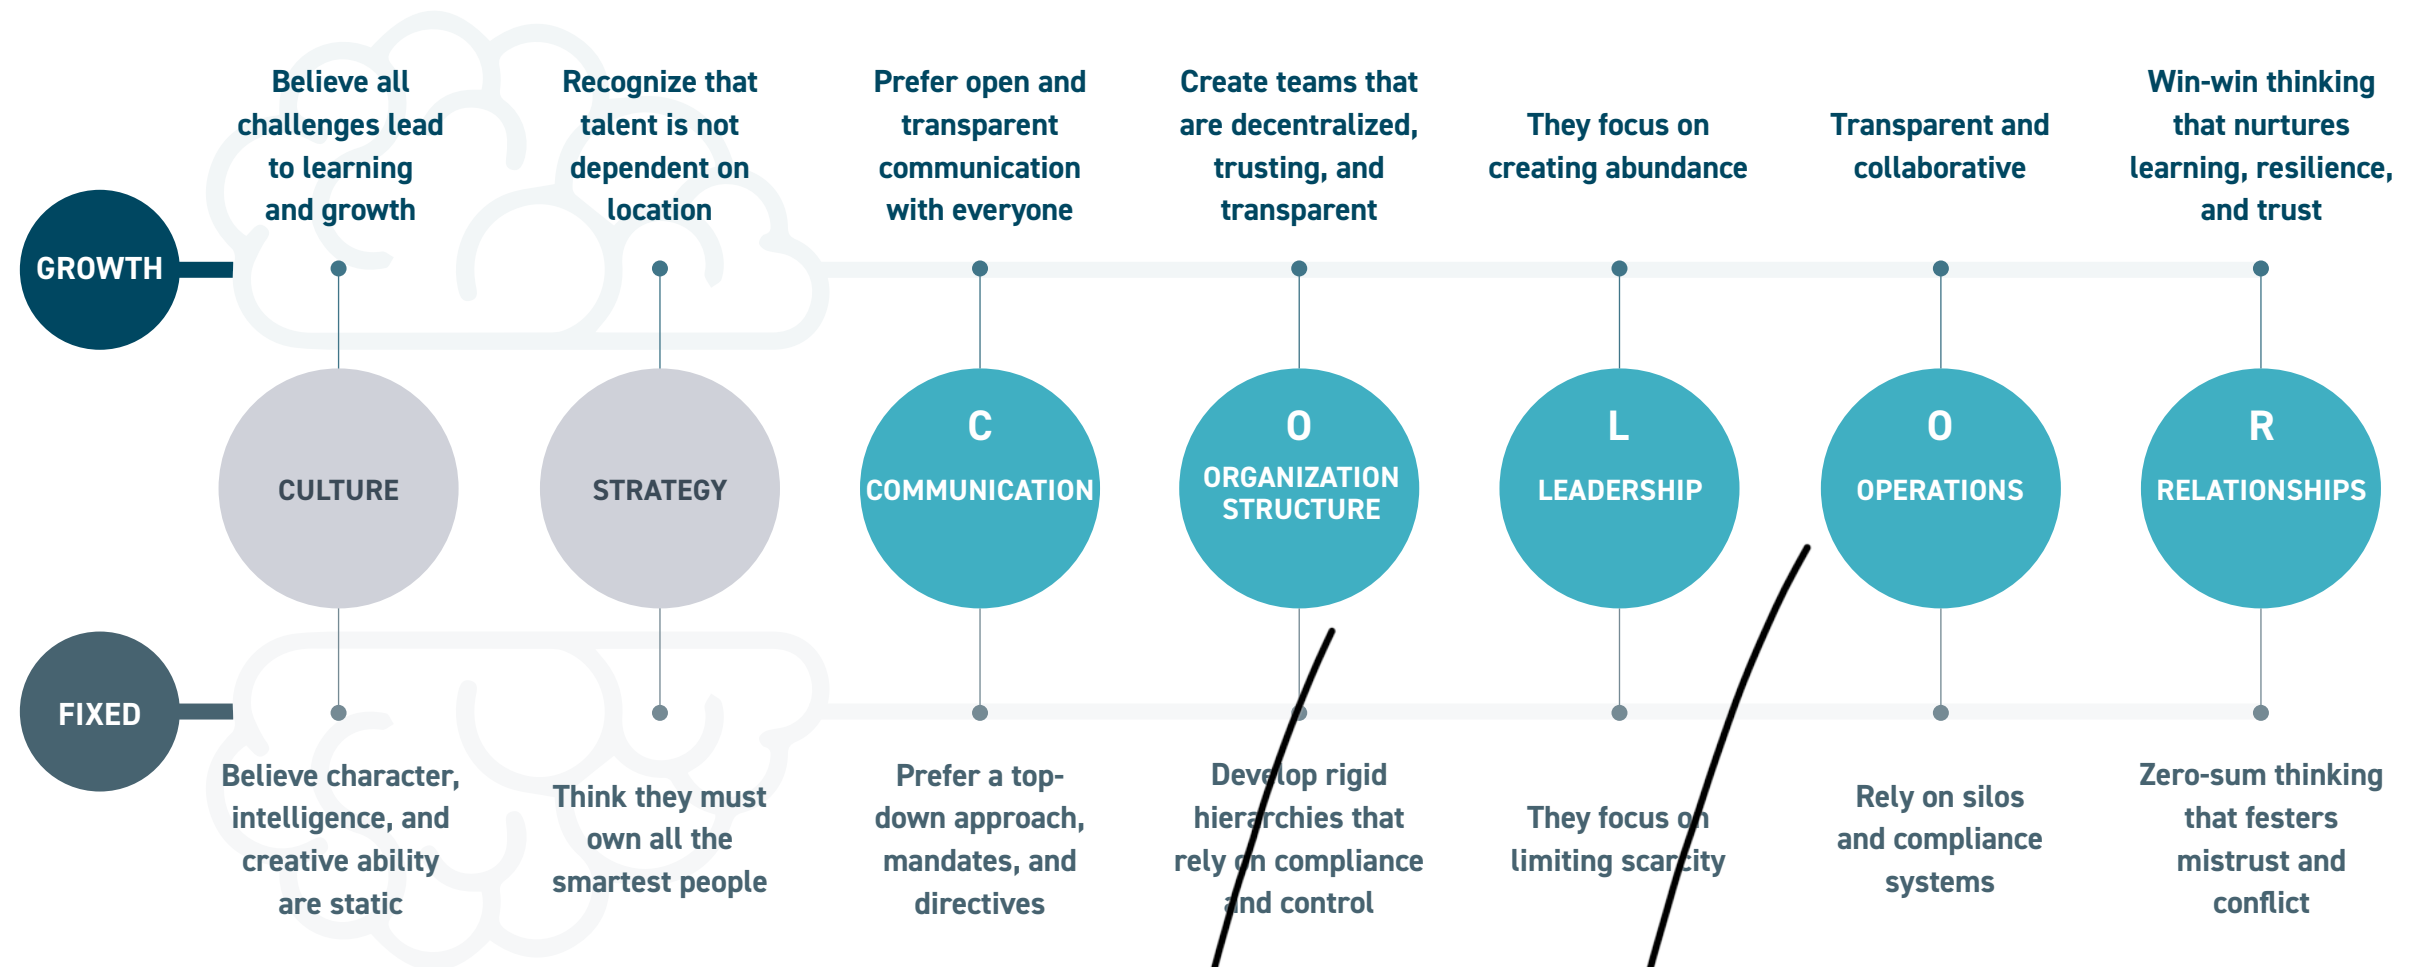 GROWTH
Believe all
challenges lead
to learning
and growth
Recognize that
talent is not
dependent on
location
Prefer open and
transparent
communication
with everyone
Create teams that
are decentralized,
trusting, and
transparent
They focus on
creating abundance
Transparent and
collaborative
Win-win thinking
that nurtures
learning, resilience,
and trust
CULTURE
STRATEGY
C
COMMUNICATION
O
ORGANIZATION
STRUCTURE
L
LEADERSHIP
O
OPERATIONS
R
RELATIONSHIPS
FIXED
Believe character,
intelligence, and
creative ability
are static
Think they must
own all the
smartest people
Prefer a top-
down approach,
mandates, and
directives
Develop rigid
hierarchies that
rely on compliance
and control
They focus on
limiting scarcity
Rely on silos
and compliance
systems
Zero-sum thinking
that festers
mistrust and
conflict